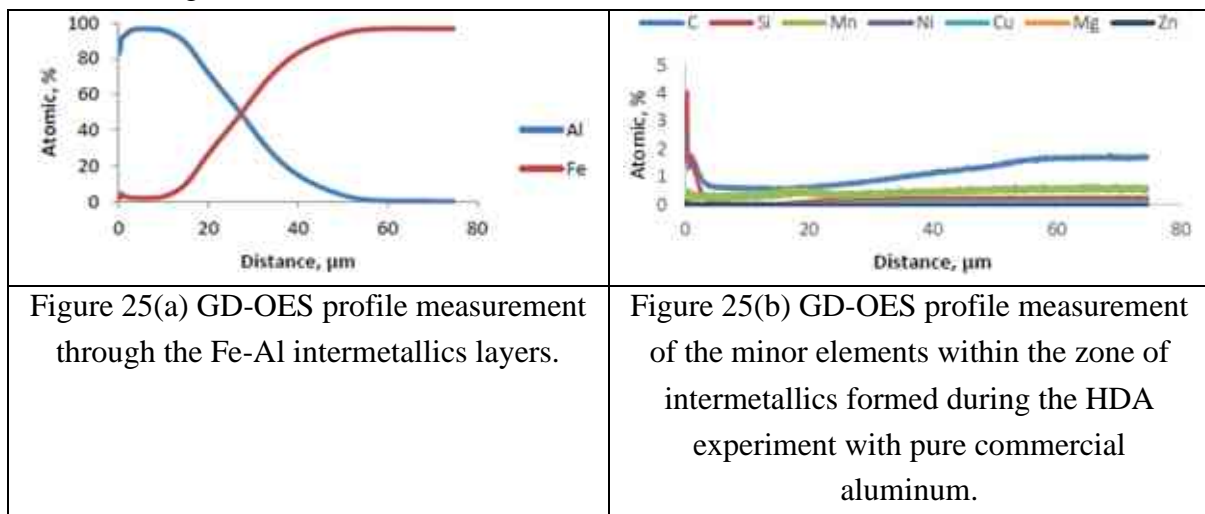 100
80
60
40
20
0
Atomic, %
0 20 40 60 80
Distance, µm
Al
Fe
C Si Mn Ni Cu Mg Zn
5
4
3
2
1
0
Atomic, %
0 20 40 60 80
Distance, µm
Figure 25(a) GD-OES profile measurement
through the Fe-Al intermetallics layers.
Figure 25(b) GD-OES profile measurement
of the minor elements within the zone of
intermetallics formed during the HDA
experiment with pure commercial
aluminum.